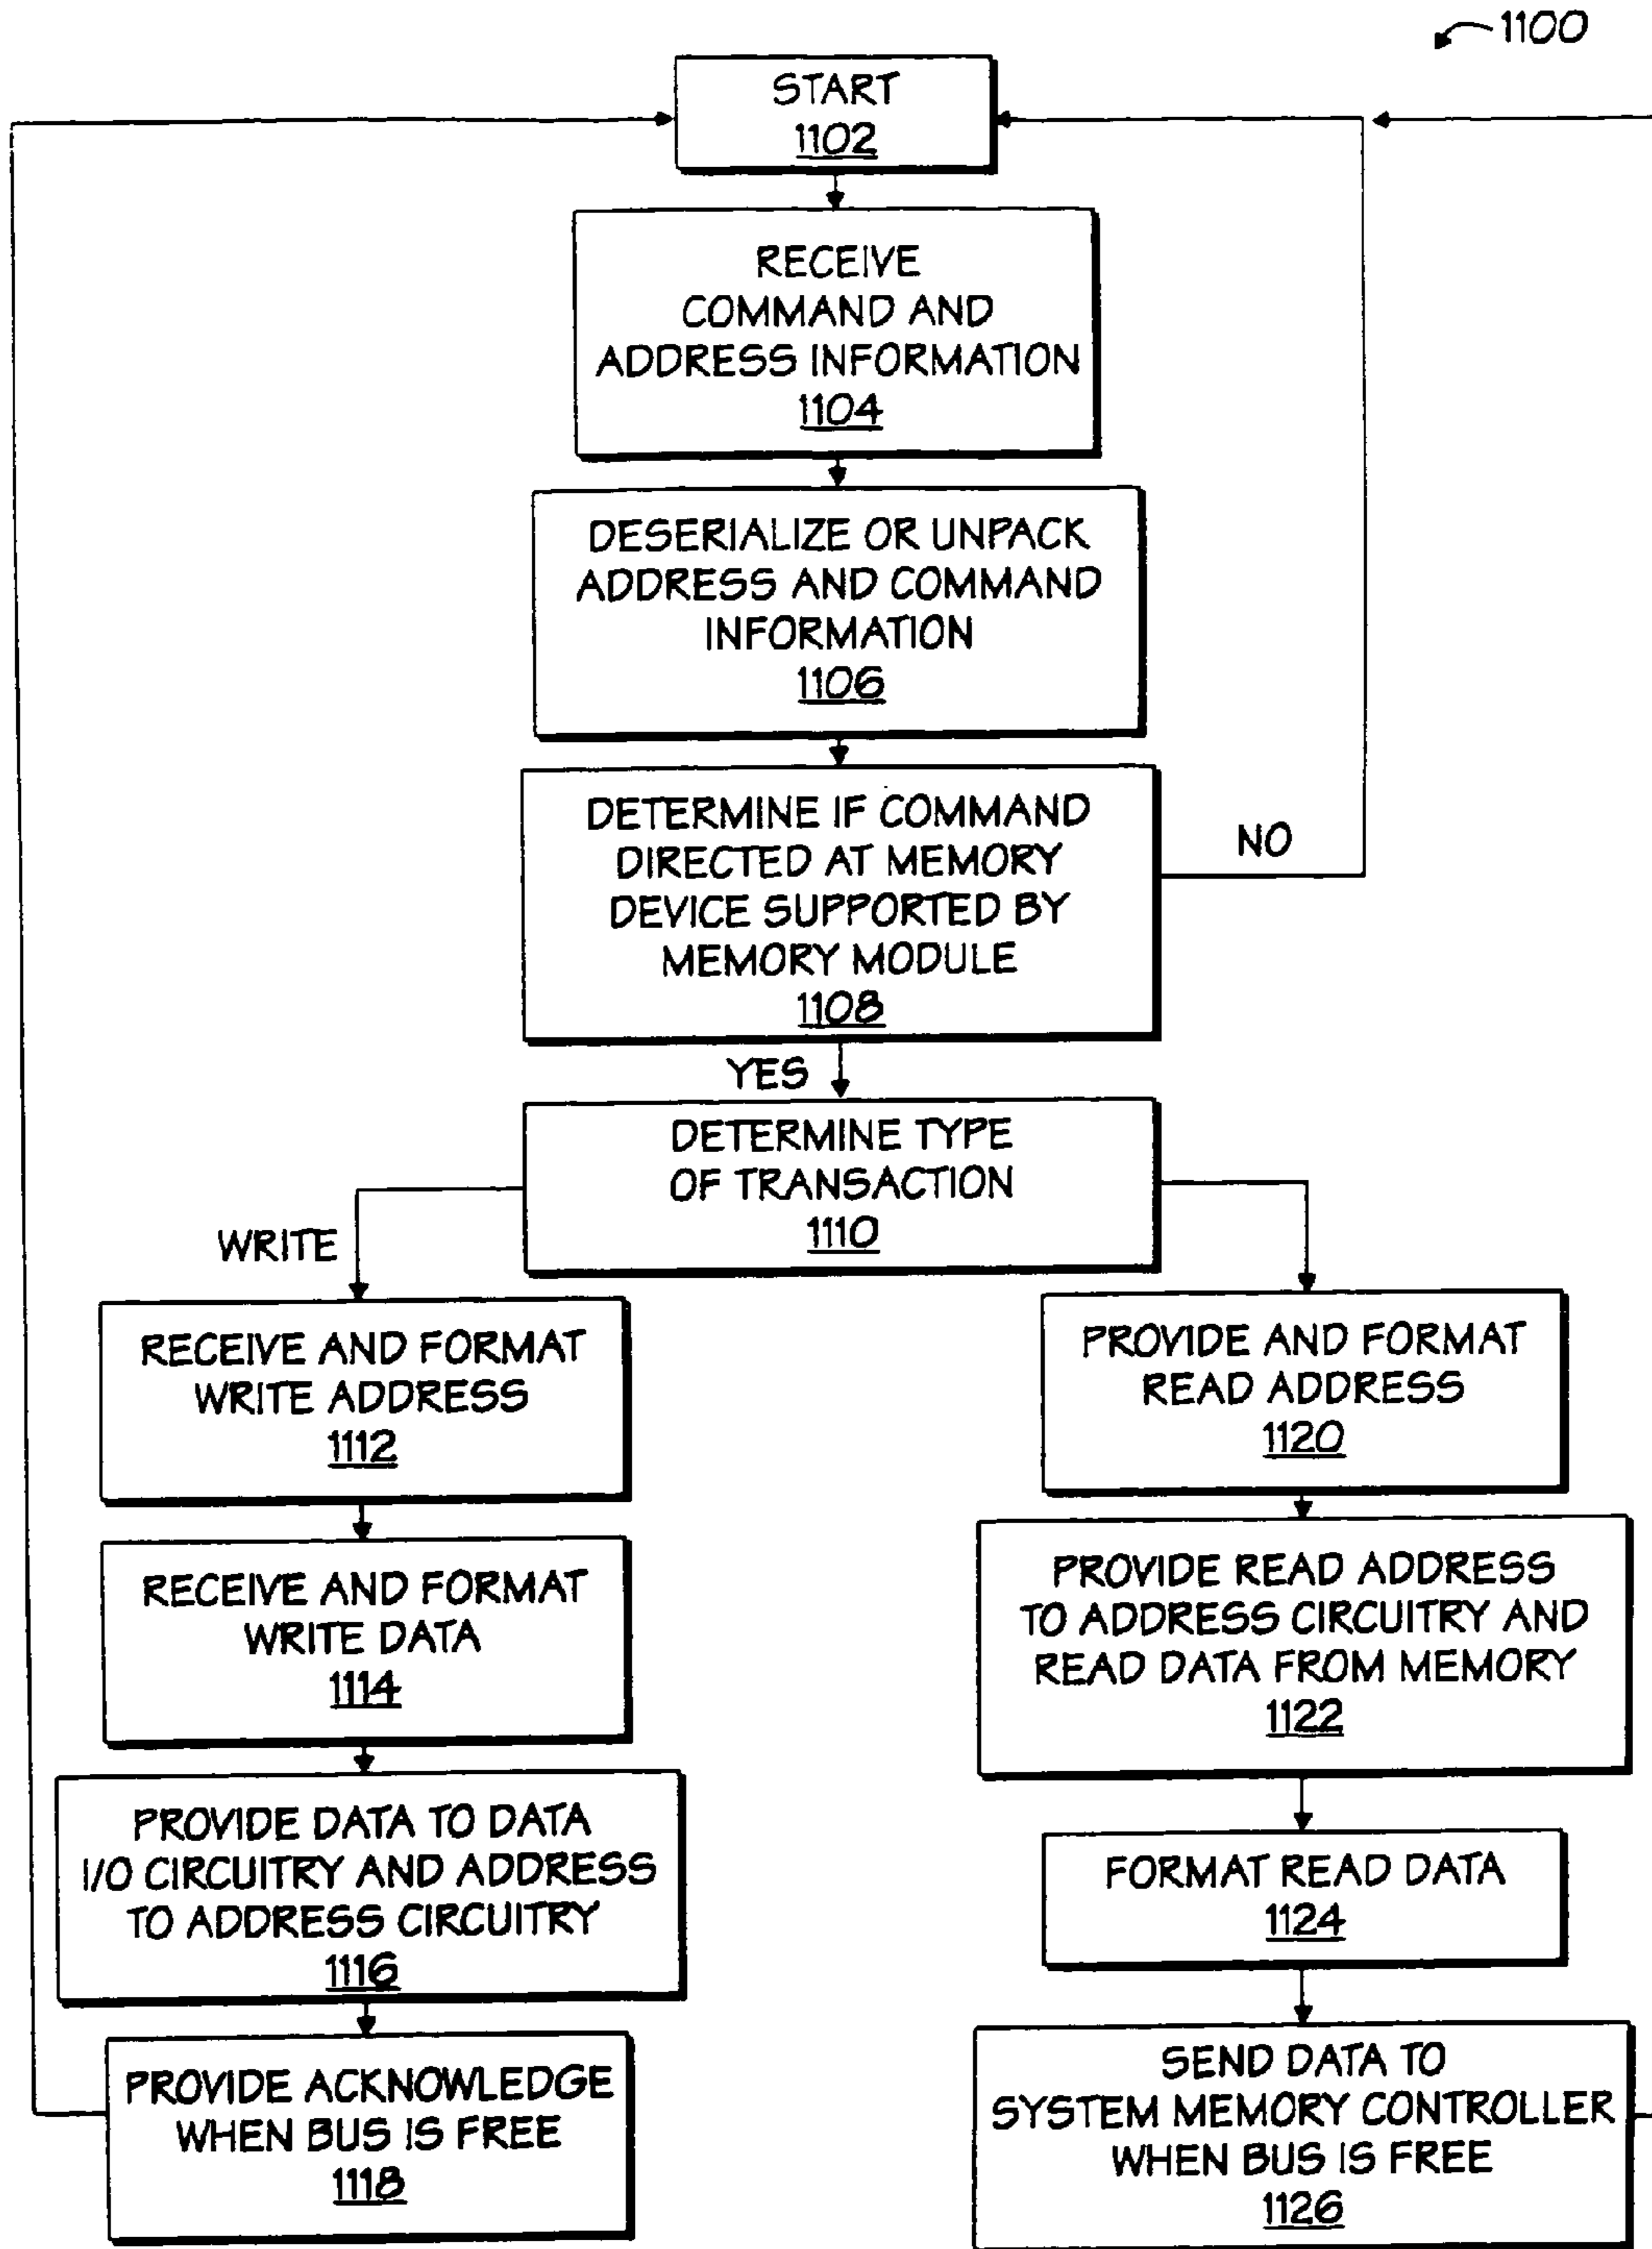 1100
START
1102
RECEIVE
COMMAND AND
ADDRESS INFORMATION
1104
DESERIALIZE OR UNPACK
ADDRESS AND COMMAND
INFORMATION
1106
DETERMINE IF COMMAND
DIRECTED AT MEMORY
DEVICE SUPPORTED BY
MEMORY MODULE
1108
NO
YES
DETERMINE TYPE
OF TRANSACTION
1110
WRITE
RECEIVE AND FORMAT
WRITE ADDRESS
1112
RECEIVE AND FORMAT
WRITE DATA
1114
PROVIDE DATA TO DATA
I/O CIRCUITRY AND ADDRESS
TO ADDRESS CIRCUITRY
1116
PROVIDE ACKNOWLEDGE
WHEN BUS IS FREE
1118
PROVIDE AND FORMAT
READ ADDRESS
1120
PROVIDE READ ADDRESS
TO ADDRESS CIRCUITRY AND
READ DATA FROM MEMORY
1122
FORMAT READ DATA
1124
SEND DATA TO
SYSTEM MEMORY CONTROLLER
WHEN BUS IS FREE
1126